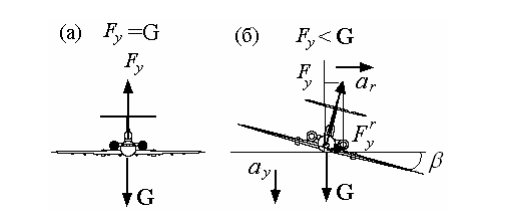 (а) F_y=G
F_y
G
(б) F_y < G
F_y
a_r
F_y^r
a_y
G
β